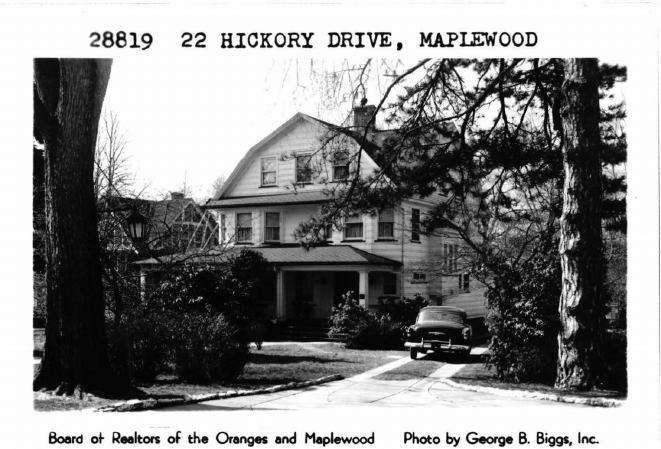 28819 22 HICKORY DRIVE, MAPLEWOOD
Board of Realtors of the Oranges and Maplewood Photo by George B. Biggs, Inc.